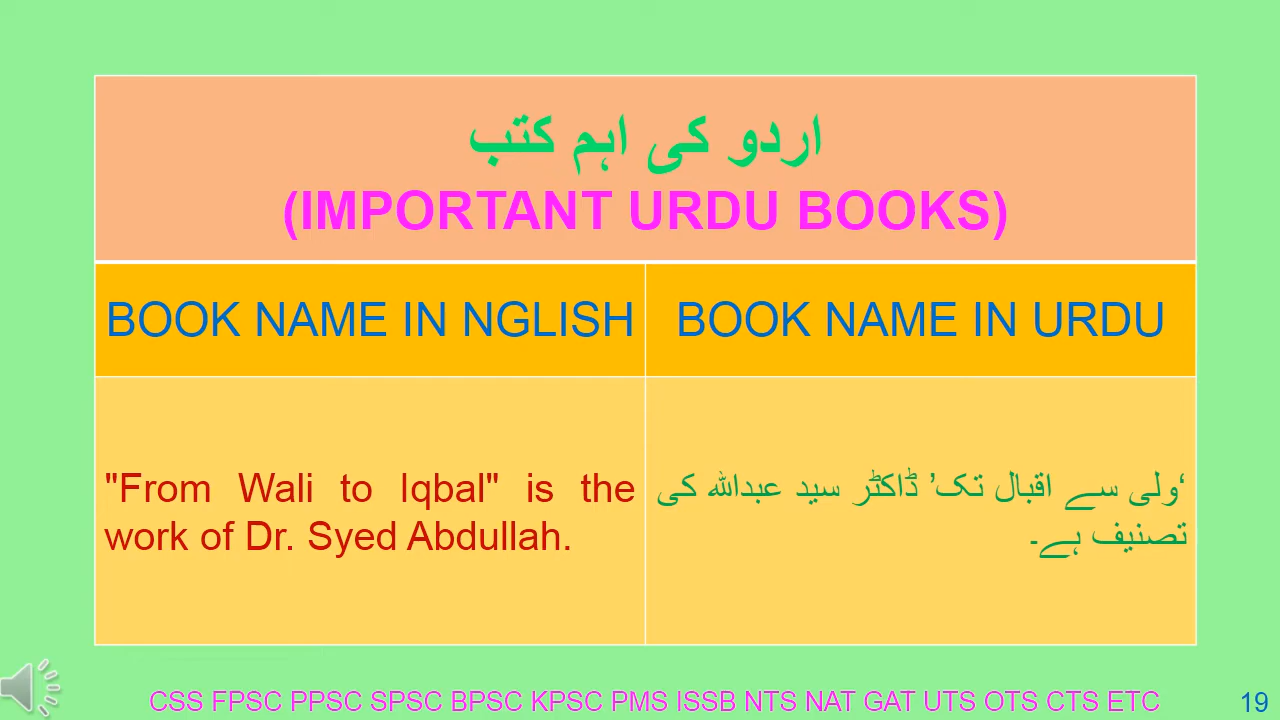 اردو کی اہم کتب
(IMPORTANT URDU BOOKS)
BOOK NAME IN NGLISH
BOOK NAME IN URDU
"From Wali to Iqbal" is the
work of Dr. Syed Abdullah.
‘ولی سے اقبال تک’ ڈاکٹر سید عبداللہ کی
تصنیف ہے۔
CSS FPSC PPSC SPSC BPSC KPSC PMS ISSB NTS NAT GAT UTS OTS CTS ETC
19